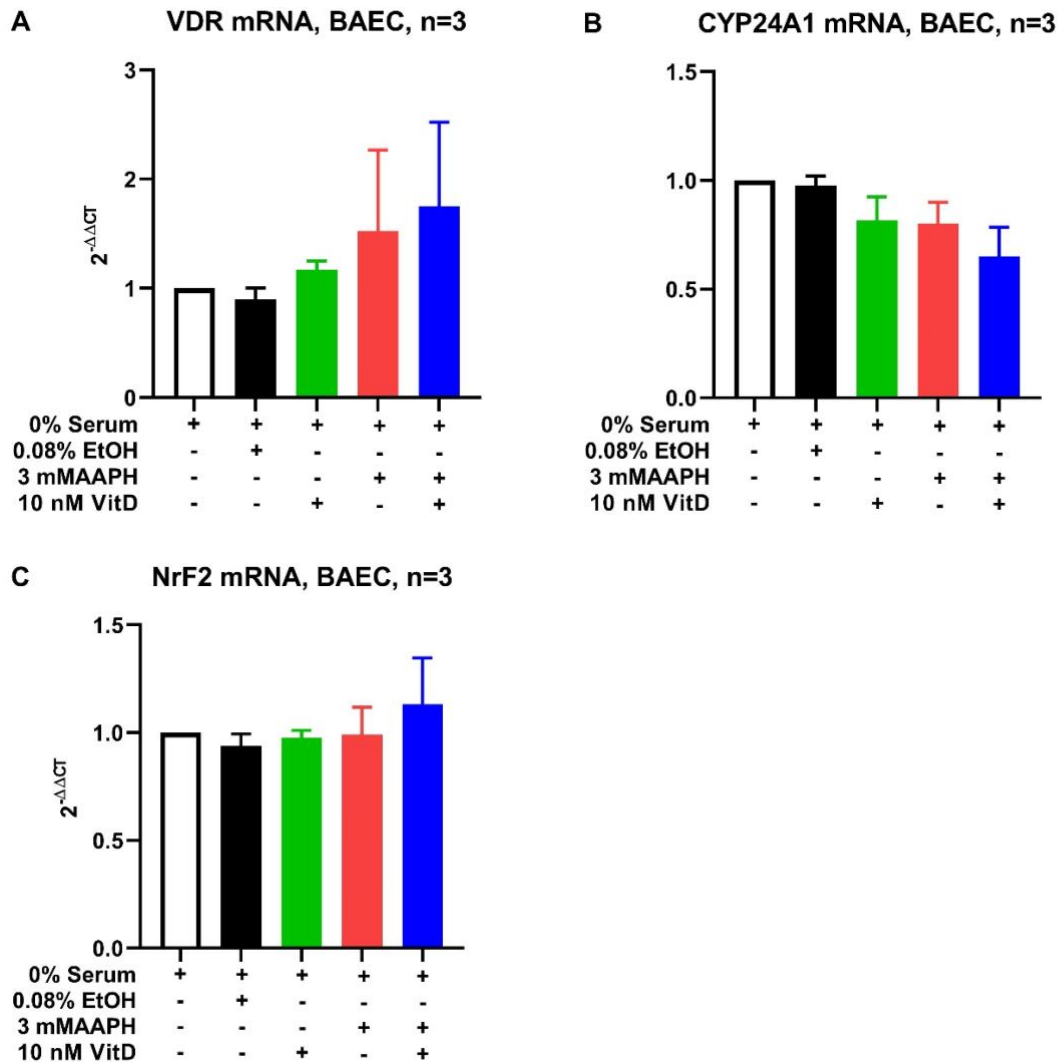 A VDR mRNA, BAEC, n=3
3
2
1
0
2^-ΔΔCT
0% Serum + + + + +
0.08% EtOH - + - - -
3 mMAAPH - - - + +
10 nM VitD - - + - +
B CYP24A1 mRNA, BAEC, n=3
1.5
1.0
0.5
0.0
0% Serum + + + + +
0.08% EtOH - + - - -
3 mMAAPH - - - + +
10 nM VitD - - + - +
C NrF2 mRNA, BAEC, n=3
1.5
1.0
0.5
0.0
2^-ΔΔCT
0% Serum + + + + +
0.08% EtOH - + - - -
3 mMAAPH - - - + +
10 nM VitD - - + - +